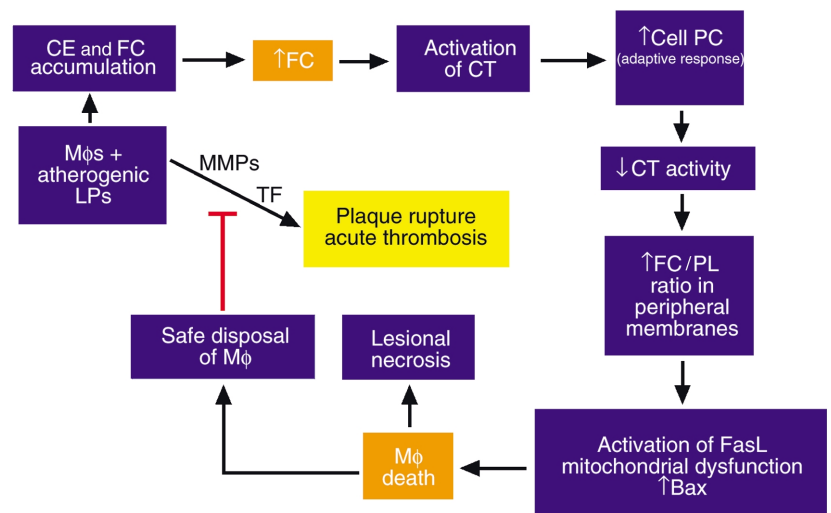 CE and FC
accumulation
↑FC
Activation
of CT
↑Cell PC
(adaptive response)
Mϕs +
atherogenic
LPs
MMPs
TF
Plaque rupture
acute thrombosis
↓CT activity
↑FC/PL
ratio in
peripheral
membranes
Safe disposal
of Mϕ
Lesional
necrosis
Mϕ
death
Activation of FasL
mitochondrial dysfunction
↑Bax